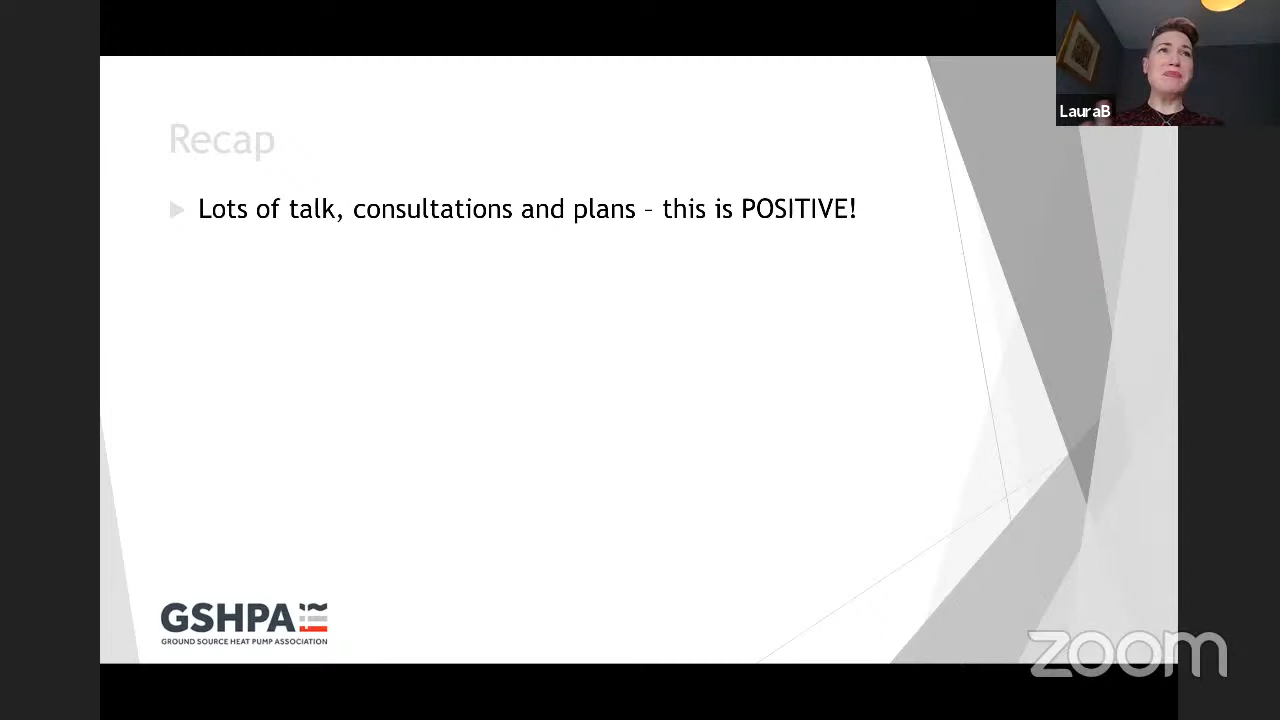 LauraB
Recap
Lots of talk, consultations and plans – this is POSITIVE!
GSHPA
GROUND SOURCE HEAT PUMP ASSOCIATION
zoom